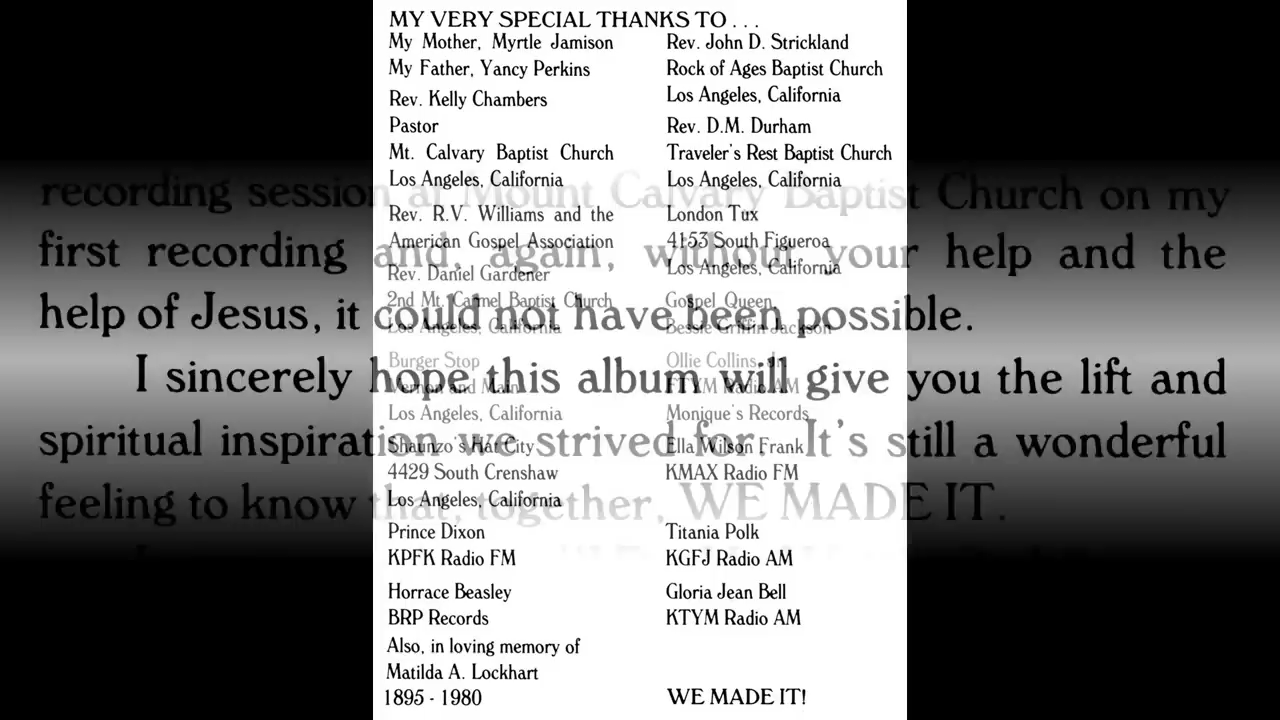 MY VERY SPECIAL THANKS TO . . .
My Mother, Myrtle Jamison
My Father, Yancy Perkins
Rev. Kelly Chambers
Pastor
Mt. Calvary Baptist Church
Los Angeles, California
Rev. R.V. Williams and the
American Gospel Association
Rev. Daniel Gardener
2nd Mt. Carmel Baptist Church
Los Angeles, California
Burger Stop
Vernon and Main
Los Angeles, California
Hat City
4429 South Crenshaw
Los Angeles, California
Prince Dixon
KPFK Radio FM
Horrace Beasley
BRP Records
Also, in loving memory of
Matilda A. Lockhart
1895 - 1980
Rev. John D. Strickland
Rock of Ages Baptist Church
Los Angeles, California
Rev. D.M. Durham
Traveler's Rest Baptist Church
Los Angeles, California
London Tux
4153 South Figueroa
Los Angeles, California
Gospel Queen
Bessie Griffin Jackson
Ollie Collins, Jr.
Radio AM
Monique's Records
Ella Wilson Frank
KMAX Radio FM
Titania Polk
KGFJ Radio AM
Gloria Jean Bell
KTYM Radio AM
WE MADE IT!
recording session at Mount Calvary Baptist Church on my
first recording and, again, without your help and the
help of Jesus, it could not have been possible.
I sincerely hope this album will give you the lift and
spiritual inspiration we strived for. It's still a wonderful
feeling to know that, together, WE MADE IT.